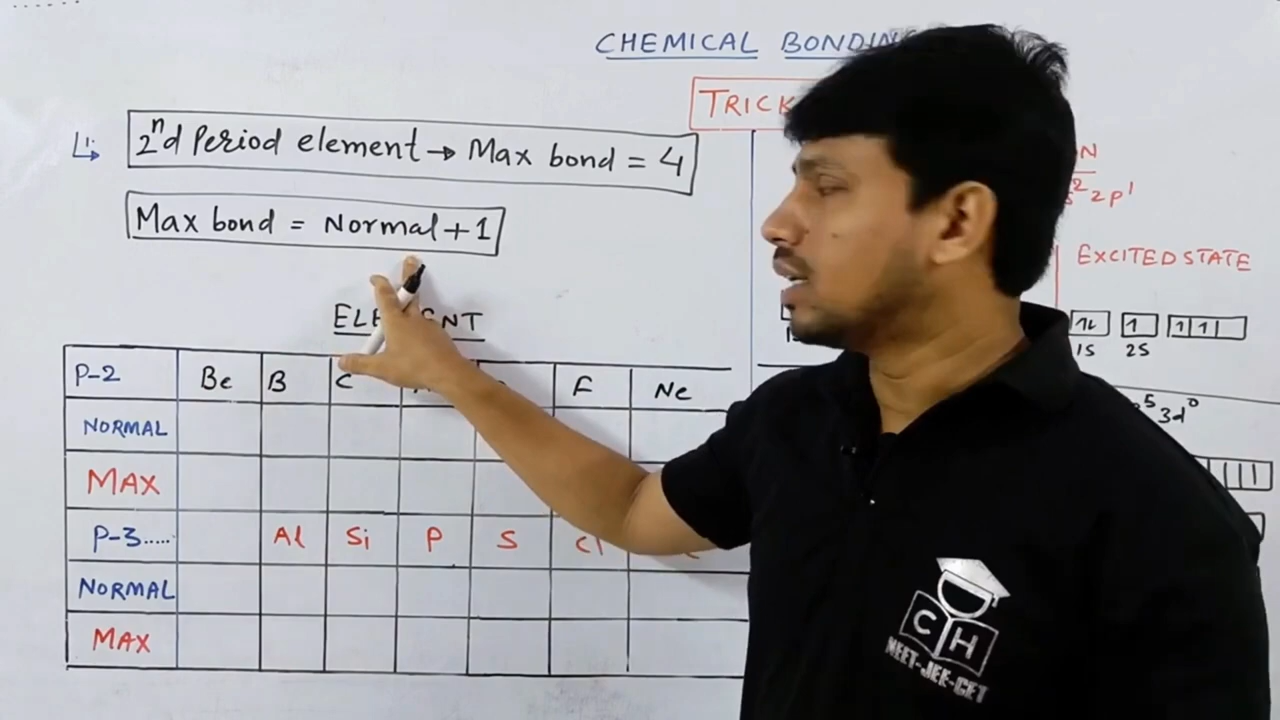 CHEMICAL BONDING
TRICK
1.
2nd Period element → Max bond = 4
Max bond = Normal + 1
ELEMENT
P-2 Be B C F Ne
NORMAL
MAX
P-3..... Al Si P S Cl
NORMAL
MAX
2p¹
EXCITED STATE
1S 2S
3d⁰
CH
NEET-JEE-CET